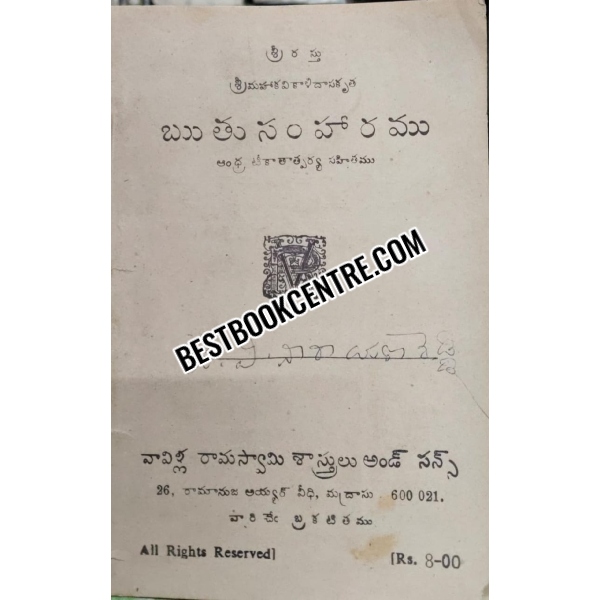 శ్రీ ర స్తు
శ్రీమహాకవికాళిదాసకృత
ఋతుసంహారము
ఆంధ్ర టీకాతాత్పర్య సహితము
BESTBOOKCENTRE.COM
వావిళ్ల రామస్వామి శాస్త్రులు అండ్ సన్స్
26, రామానుజ అయ్యర్ వీధి, మద్రాసు 600 021.
వారిచేఁ బ్రకటితము
All Rights Reserved]
[Rs. 8-00